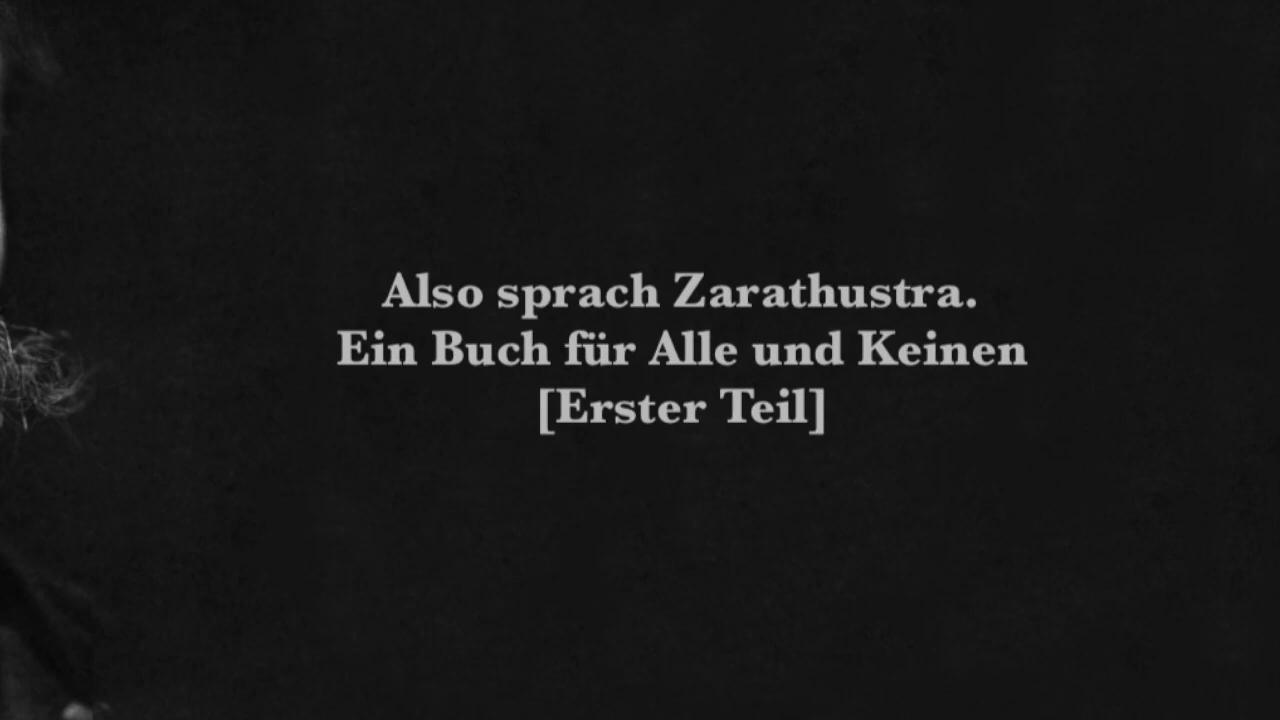 Also sprach Zarathustra.
Ein Buch für Alle und Keinen
[Erster Teil]